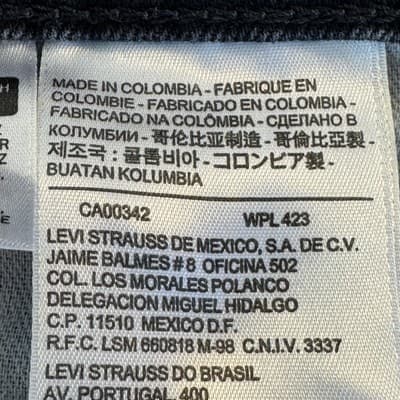 MADE IN COLOMBIA - FABRIQUE EN
COLOMBIE - FABRICADO EN COLOMBIA -
FABRICADO NA COLÔMBIA - СДЕЛАНО В
КОЛУМБИИ - 哥伦比亚制造 - 哥倫比亞製 -
제조국 : 콜롬비아 - コロンビア製 -
BUATAN KOLUMBIA
CA00342 WPL 423
LEVI STRAUSS DE MEXICO, S.A. DE C.V.
JAIME BALMES # 8 OFICINA 502
COL. LOS MORALES POLANCO
DELEGACION MIGUEL HIDALGO
C.P. 11510 MEXICO D.F.
R.F.C. LSM 660818 M-98 C.N.I.V. 3337
LEVI STRAUSS DO BRASIL
AV. PORTUGAL, 400